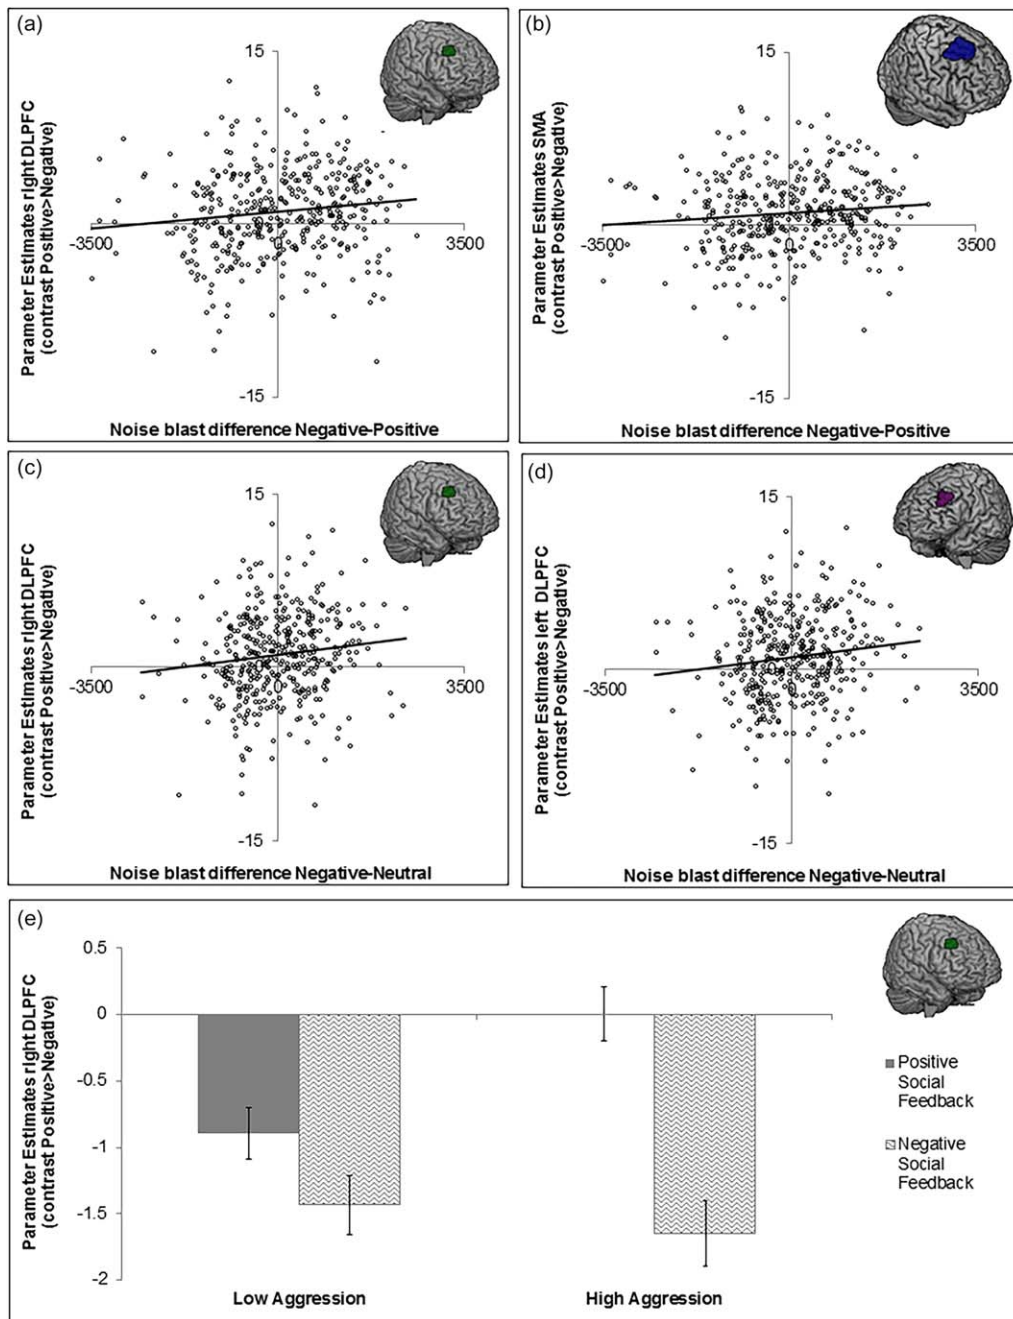 (a)
15
Parameter Estimates right DLPFC
(contrast Positive>Negative)
-3500
0
3500
-15
Noise blast difference Negative-Positive
(b)
15
Parameter Estimates SMA
(contrast Positive>Negative)
-3500
0
3500
-15
Noise blast difference Negative-Positive
(c)
15
Parameter Estimates right DLPFC
(contrast Positive>Negative)
-3500
0
3500
-15
Noise blast difference Negative-Neutral
(d)
15
Parameter Estimates left DLPFC
(contrast Positive>Negative)
-3500
0
3500
-15
Noise blast difference Negative-Neutral
(e)
Parameter Estimates right DLPFC
(contrast Positive>Negative)
0.5
0
-0.5
-1
-1.5
-2
Low Aggression
High Aggression
Positive
Social
Feedback
Negative
Social
Feedback